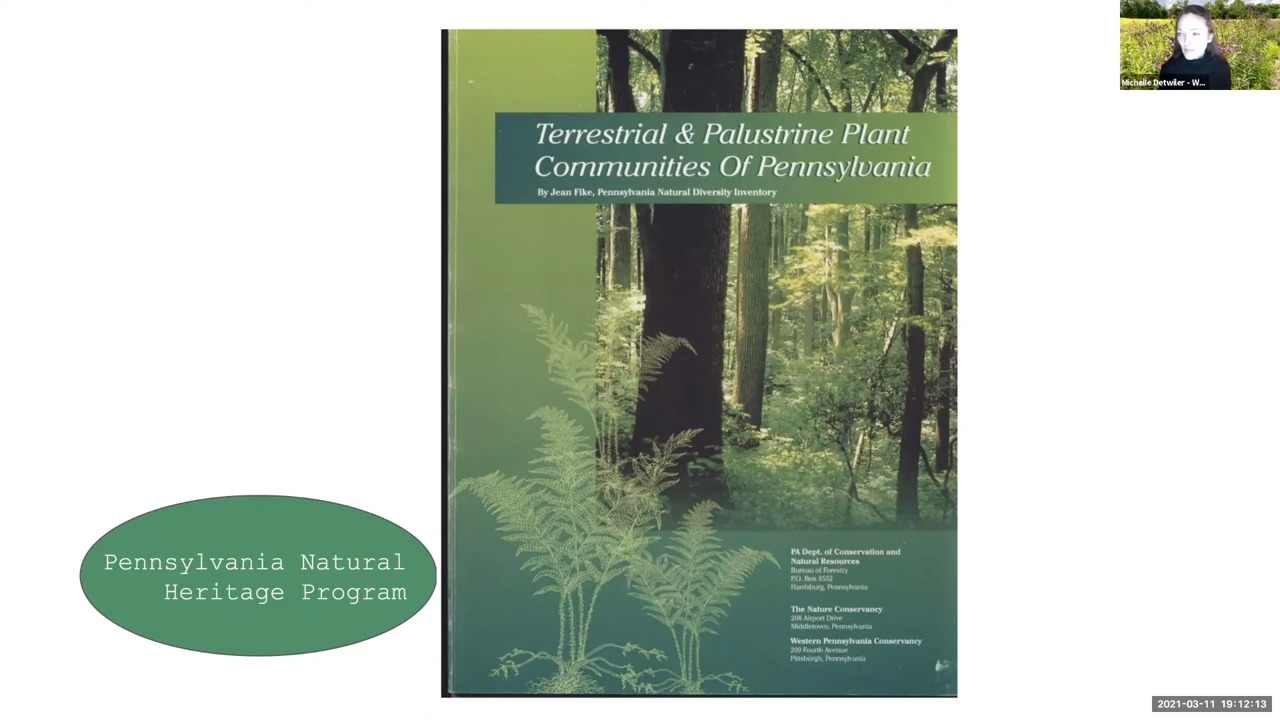 Michelle Detwiler - W...
Terrestrial & Palustrine Plant
Communities Of Pennsylvania
By Jean Fike, Pennsylvania Natural Diversity Inventory
Pennsylvania Natural
Heritage Program
PA Dept. of Conservation and
Natural Resources
Bureau of Forestry
P.O. Box 8552
Harrisburg, Pennsylvania
The Nature Conservancy
208 Airport Drive
Middletown, Pennsylvania
Western Pennsylvania Conservancy
209 Fourth Avenue
Pittsburgh, Pennsylvania
2021-03-11 19:12:13